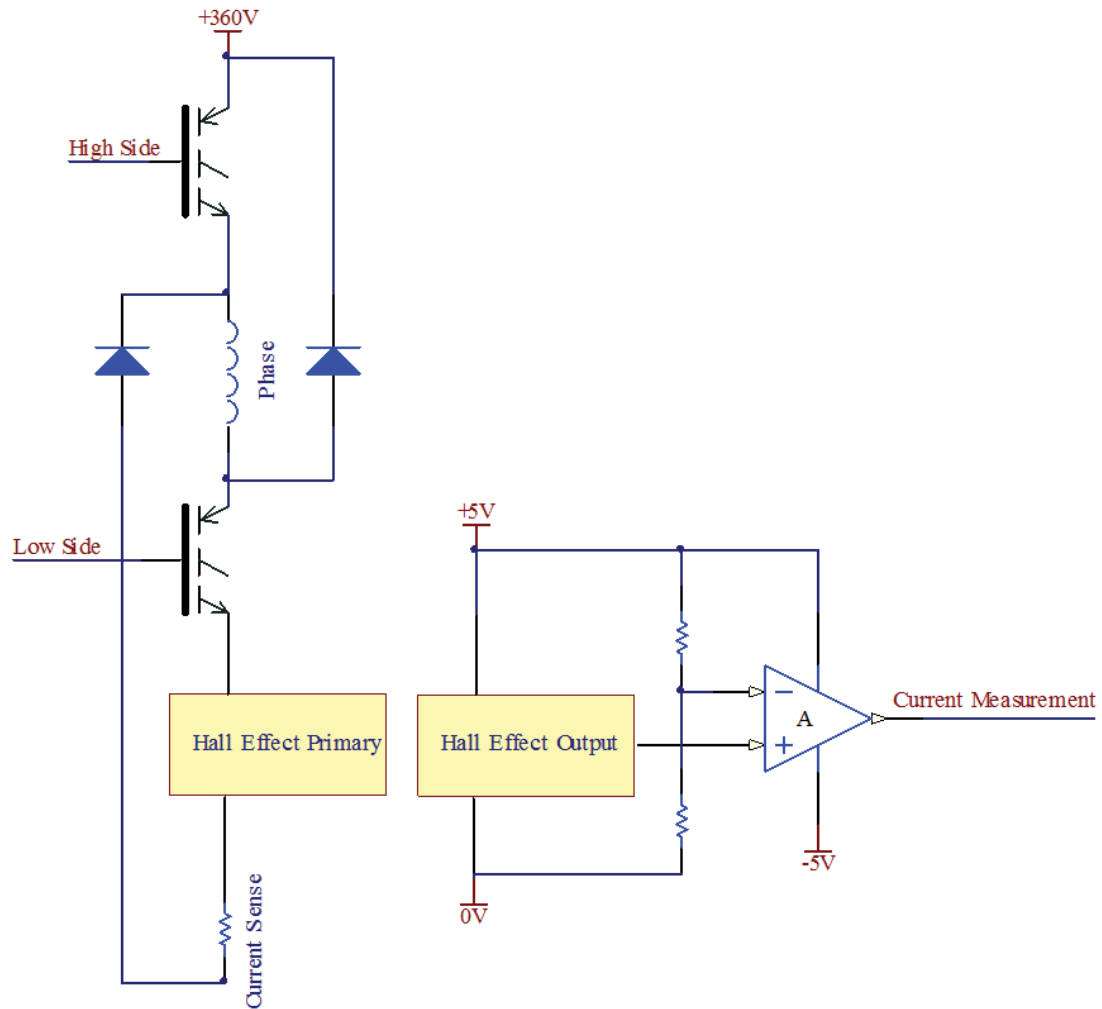 +360V
High Side
Phase
Low Side
+5V
Hall Effect Primary
Hall Effect Output
−
A
+
Current Measurement
-5V
0V
Current Sense